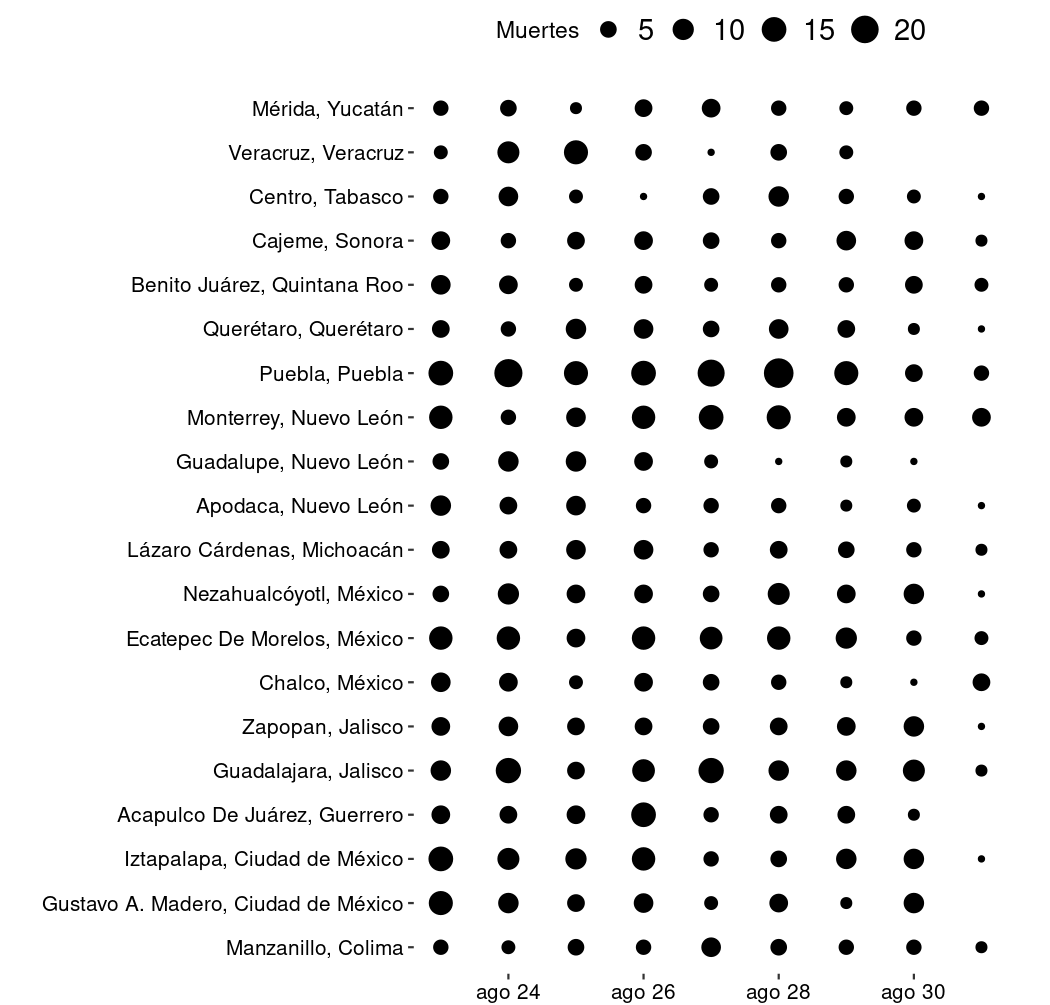 Muertes 5 10 15 20
Mérida, Yucatán
Veracruz, Veracruz
Centro, Tabasco
Cajeme, Sonora
Benito Juárez, Quintana Roo
Querétaro, Querétaro
Puebla, Puebla
Monterrey, Nuevo León
Guadalupe, Nuevo León
Apodaca, Nuevo León
Lázaro Cárdenas, Michoacán
Nezahualcóyotl, México
Ecatepec De Morelos, México
Chalco, México
Zapopan, Jalisco
Guadalajara, Jalisco
Acapulco De Juárez, Guerrero
Iztapalapa, Ciudad de México
Gustavo A. Madero, Ciudad de México
Manzanillo, Colima
ago 24 ago 26 ago 28 ago 30